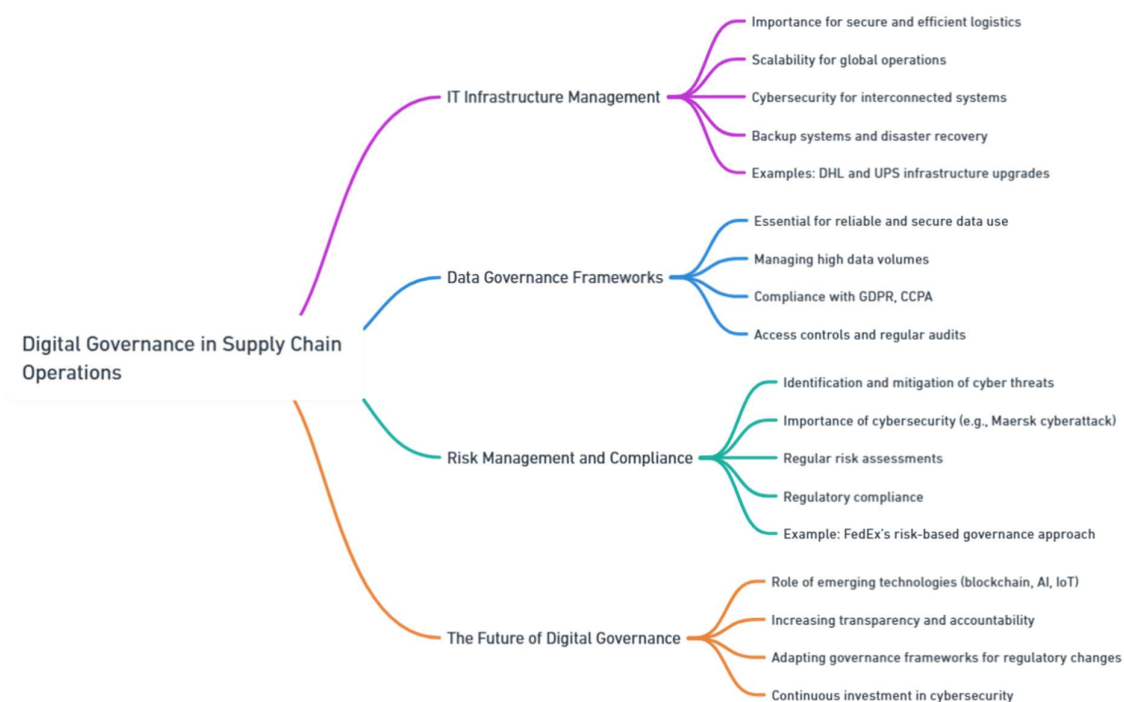 Digital Governance in Supply Chain
Operations
IT Infrastructure Management
Importance for secure and efficient logistics
Scalability for global operations
Cybersecurity for interconnected systems
Backup systems and disaster recovery
Examples: DHL and UPS infrastructure upgrades
Data Governance Frameworks
Essential for reliable and secure data use
Managing high data volumes
Compliance with GDPR, CCPA
Access controls and regular audits
Risk Management and Compliance
Identification and mitigation of cyber threats
Importance of cybersecurity (e.g., Maersk cyberattack)
Regular risk assessments
Regulatory compliance
Example: FedEx's risk-based governance approach
The Future of Digital Governance
Role of emerging technologies (blockchain, AI, IoT)
Increasing transparency and accountability
Adapting governance frameworks for regulatory changes
Continuous investment in cybersecurity